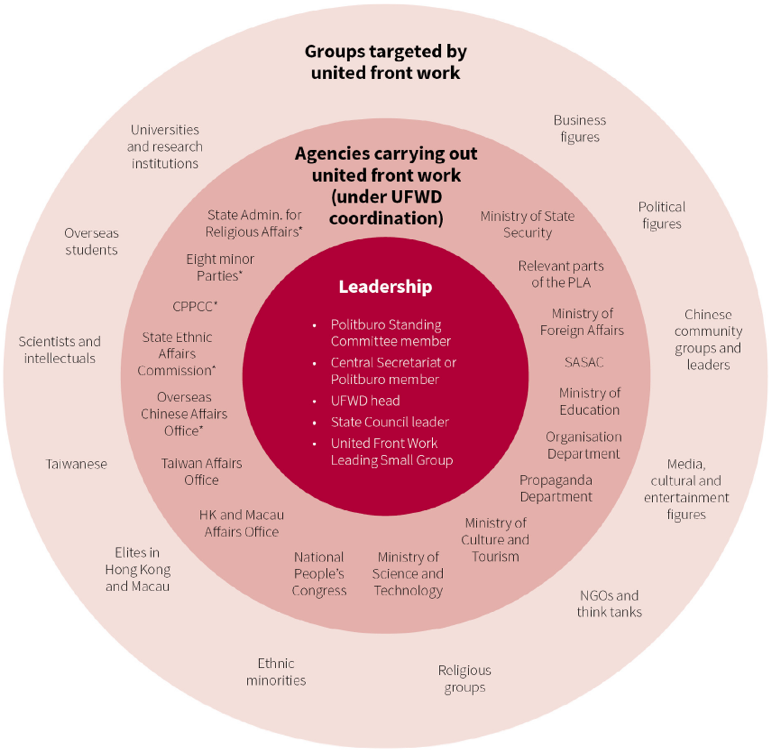 Groups targeted by
united front work
Universities
and research
institutions
Overseas
students
Scientists and
intellectuals
Taiwanese
Elites in
Hong Kong
and Macau
Ethnic
minorities
Religious
groups
NGOs and
think tanks
Media,
cultural and
entertainment
figures
Chinese
community
groups and
leaders
Political
figures
Business
figures
Agencies carrying out
united front work
(under UFWD
coordination)
State Admin. for
Religious Affairs*
Eight minor
Parties*
CPPCC*
State Ethnic
Affairs
Commission*
Overseas
Chinese Affairs
Office*
Taiwan Affairs
Office
HK and Macau
Affairs Office
National
People's
Congress
Ministry of
Science and
Technology
Ministry of
Culture and
Tourism
Propaganda
Department
Organisation
Department
Ministry of
Education
SASAC
Ministry of
Foreign Affairs
Relevant parts
of the PLA
Ministry of State
Security
Leadership
• Politburo Standing
Committee member
• Central Secretariat or
Politburo member
• UFWD head
• State Council leader
• United Front Work
Leading Small Group